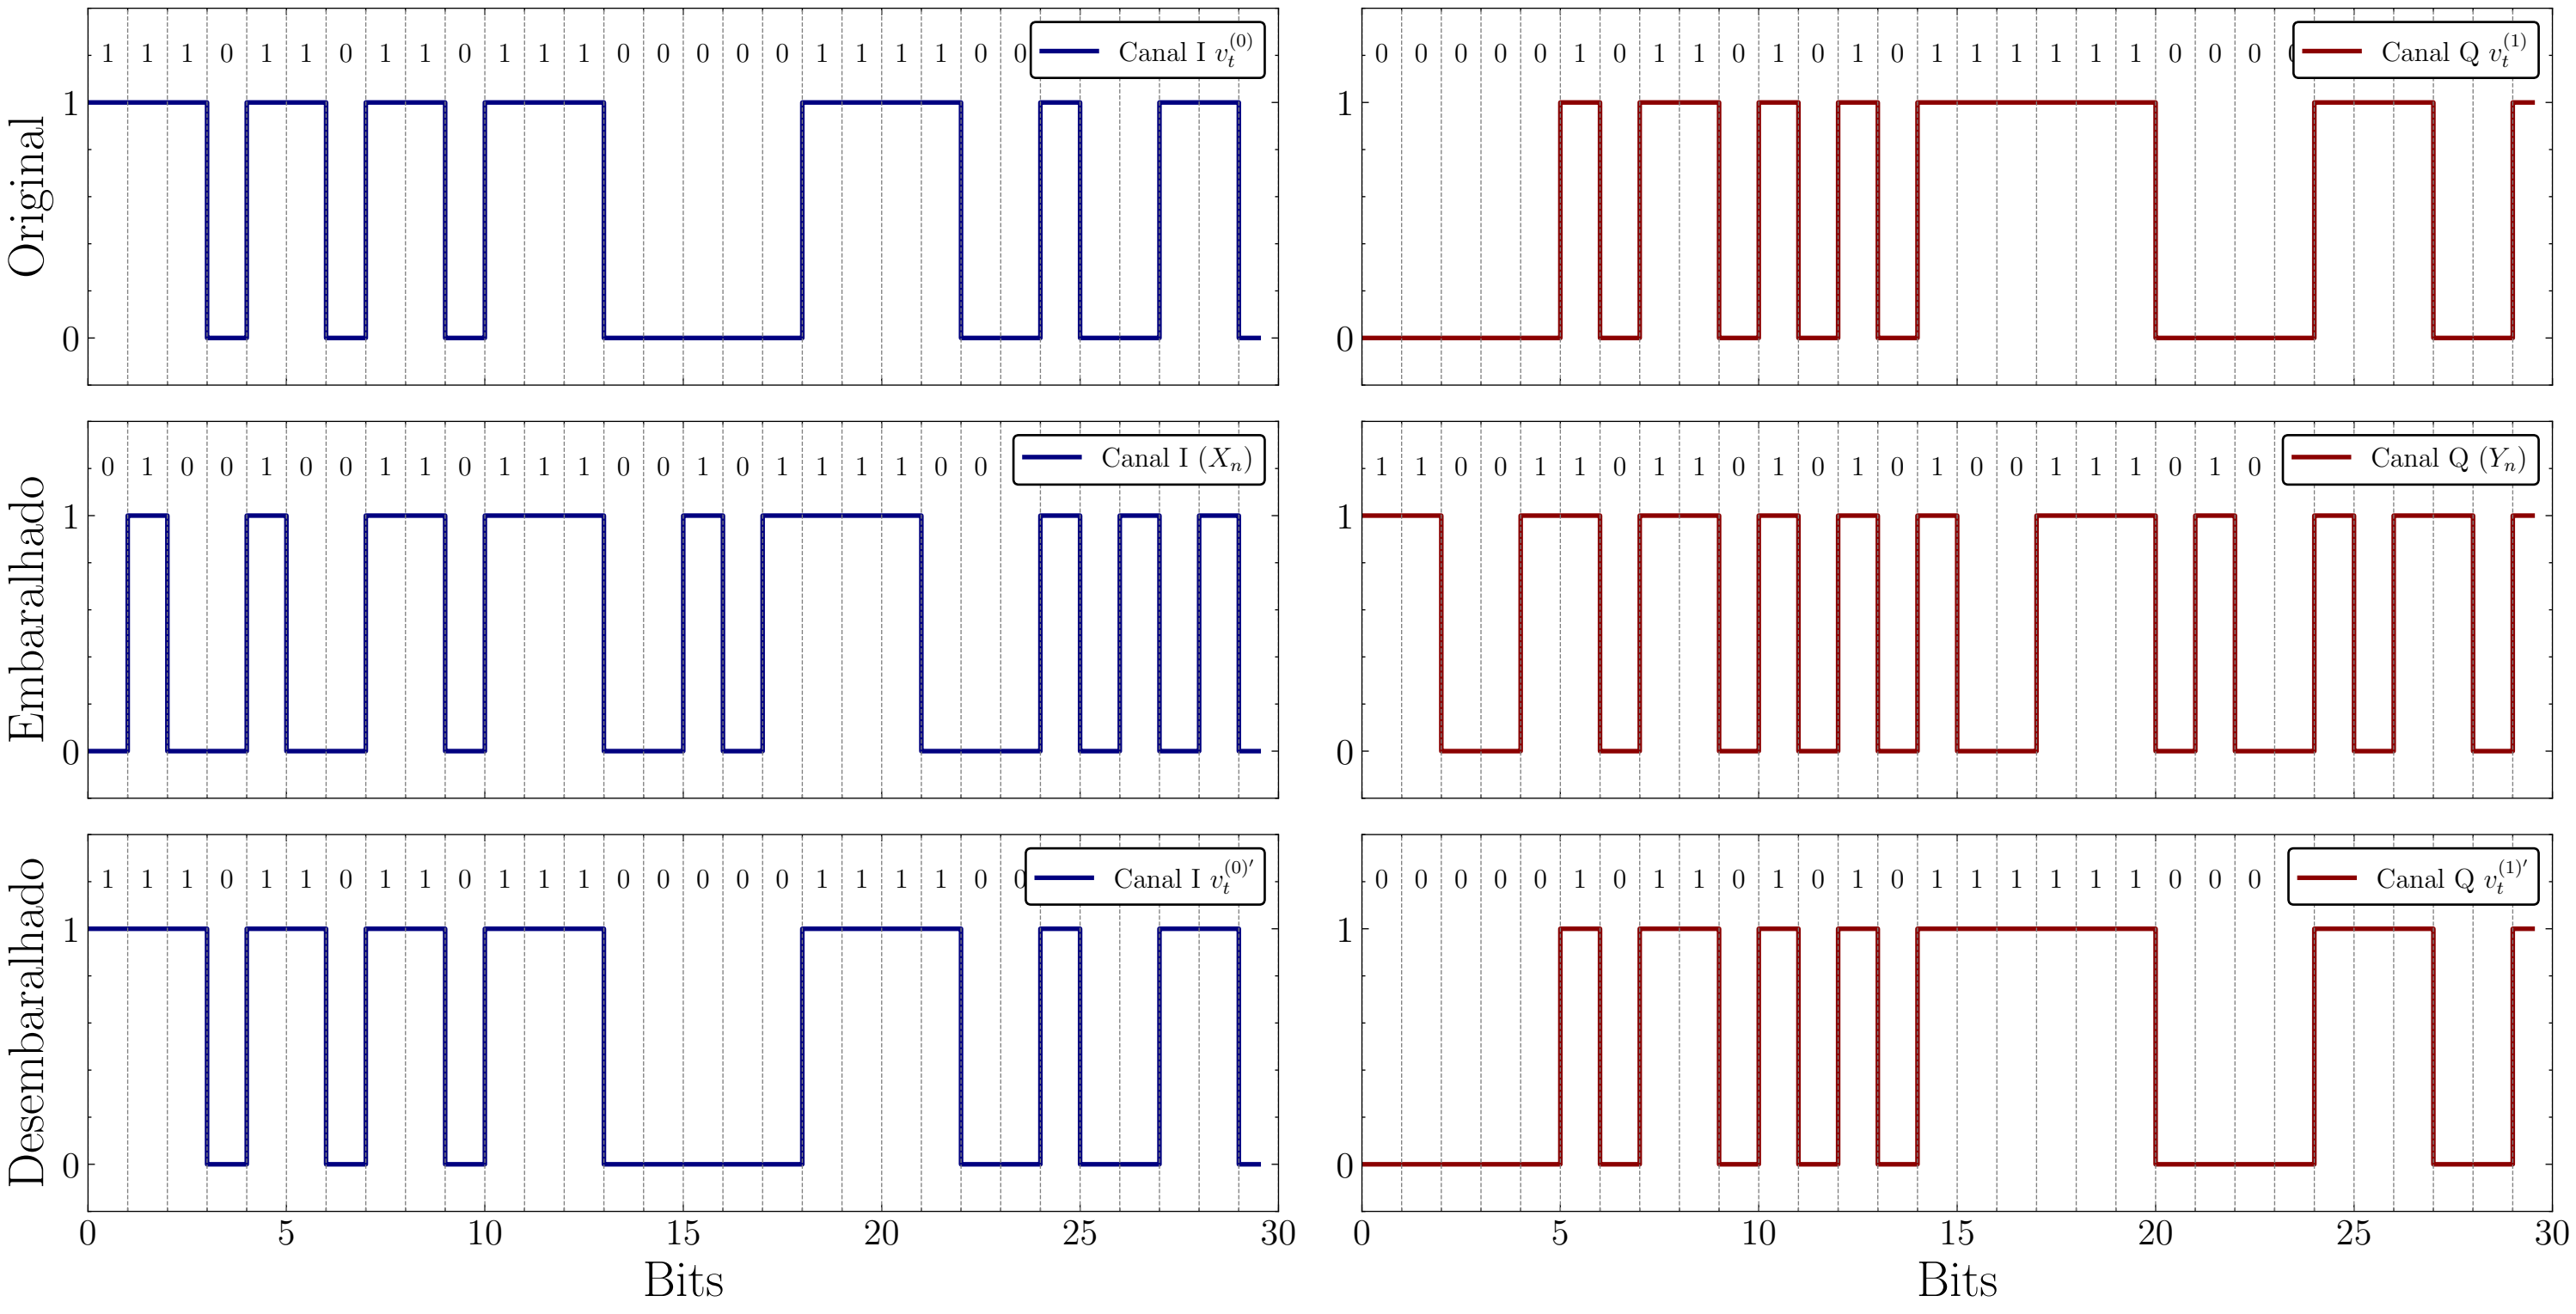 Original
1 1 1 0 1 1 0 1 1 0 1 1 1 0 0 0 0 0 1 1 1 1 0 0
Canal I $v_t^{(0)}$
1
0
0 0 0 0 0 1 0 1 1 0 1 0 1 0 1 1 1 1 1 1 0 0 0
Canal Q $v_t^{(1)}$
1
0
Embaralhado
0 1 0 0 1 0 0 1 1 0 1 1 1 0 0 1 0 1 1 1 1 0 0
Canal I ($X_n$)
1
0
1 1 0 0 1 1 0 1 1 0 1 0 1 0 1 0 0 1 1 1 0 1 0
Canal Q ($Y_n$)
1
0
Desembaralhado
1 1 1 0 1 1 0 1 1 0 1 1 1 0 0 0 0 0 1 1 1 1 0 0
Canal I $v_t^{(0)'}$
1
0
0 5 10 15 20 25 30
Bits
0 0 0 0 0 1 0 1 1 0 1 0 1 0 1 1 1 1 1 1 0 0 0
Canal Q $v_t^{(1)'}$
1
0
0 5 10 15 20 25 30
Bits